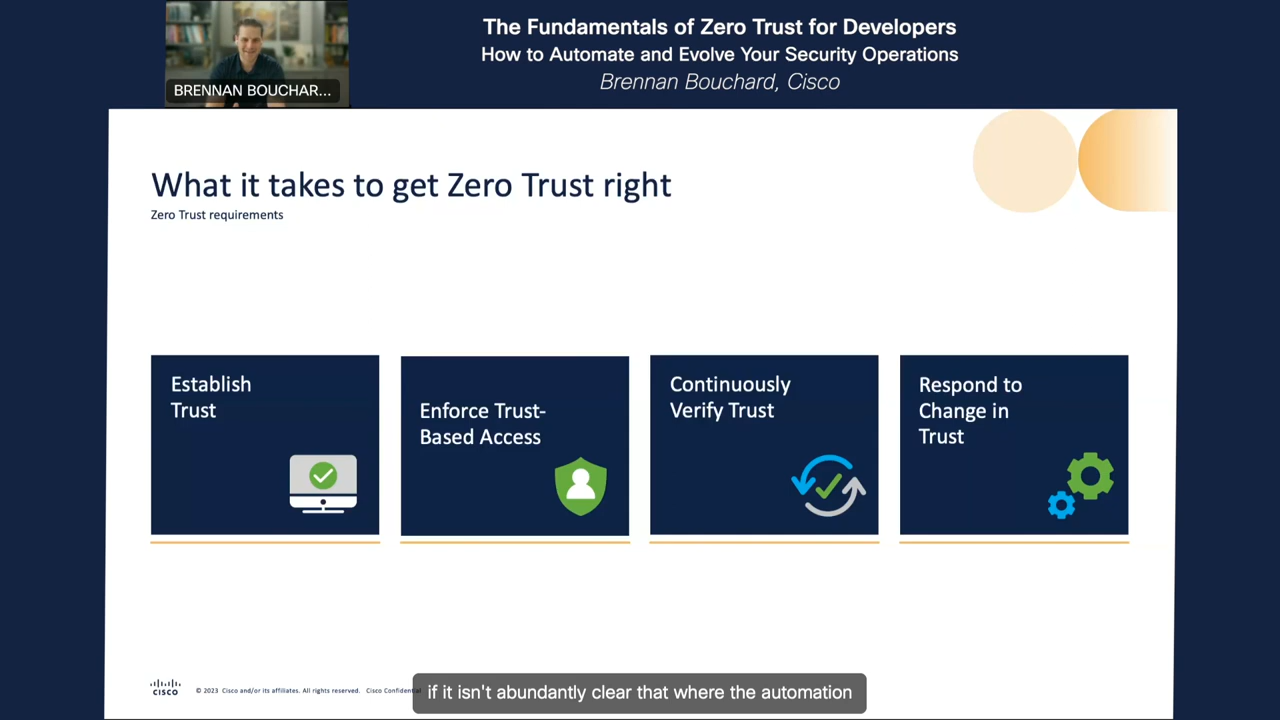 The Fundamentals of Zero Trust for Developers
How to Automate and Evolve Your Security Operations
Brennan Bouchard, Cisco
BRENNAN BOUCHAR...
What it takes to get Zero Trust right
Zero Trust requirements
Establish
Trust
Enforce Trust-
Based Access
Continuously
Verify Trust
Respond to
Change in
Trust
CISCO
© 2023 Cisco and/or its affiliates. All rights reserved. Cisco Confidential
if it isn't abundantly clear that where the automation